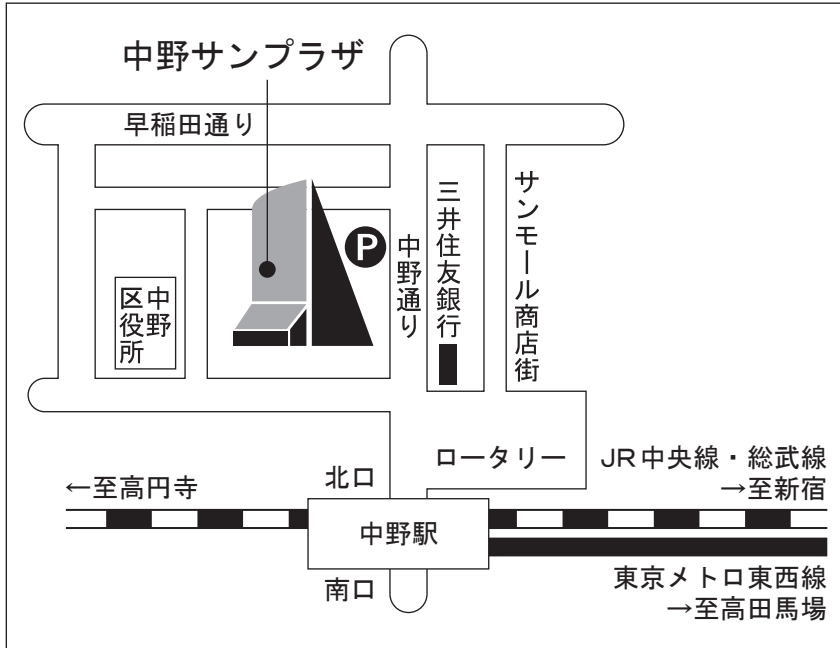 中野サンプラザ
早稲田通り
P
中野通り
三井住友銀行
サンモール商店街
中野
区役所
ロータリー
JR中央線・総武線
→至新宿
←至高円寺
北口
中野駅
南口
東京メトロ東西線
→至高田馬場